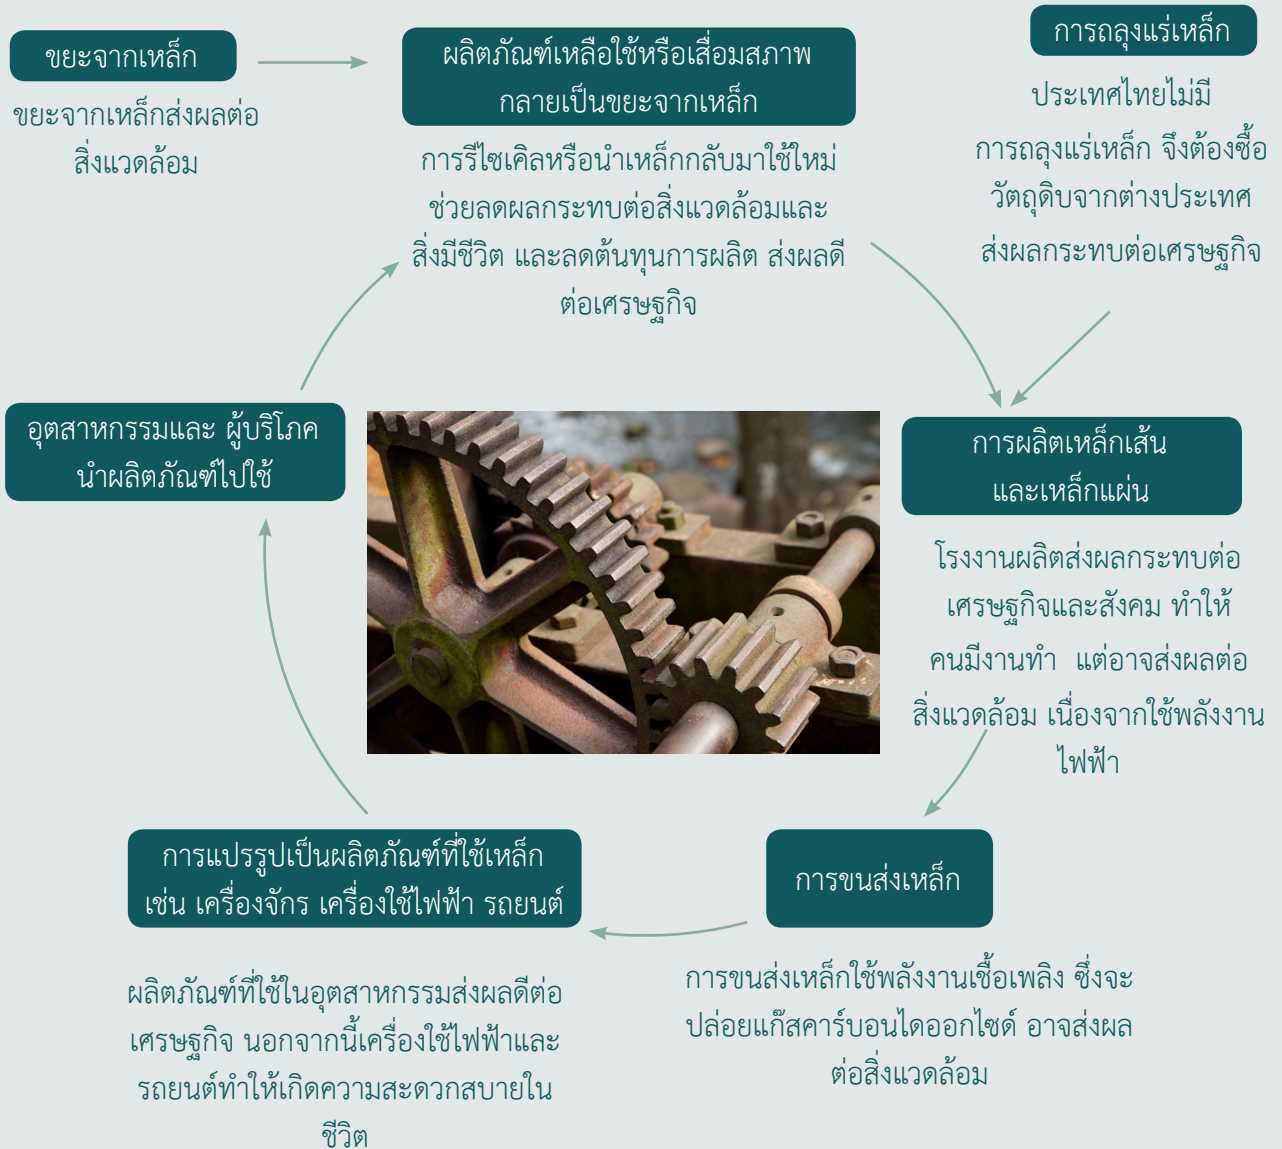 ขยะจากเหล็ก
ขยะจากเหล็กส่งผลต่อ
สิ่งแวดล้อม
ผลิตภัณฑ์เหลือใช้หรือเสื่อมสภาพ
กลายเป็นขยะจากเหล็ก
การรีไซเคิลหรือนำเหล็กกลับมาใช้ใหม่
ช่วยลดผลกระทบต่อสิ่งแวดล้อมและ
สิ่งมีชีวิต และลดต้นทุนการผลิต ส่งผลดี
ต่อเศรษฐกิจ
การถลุงแร่เหล็ก
ประเทศไทยไม่มี
การถลุงแร่เหล็ก จึงต้องซื้อ
วัตถุดิบจากต่างประเทศ
ส่งผลกระทบต่อเศรษฐกิจ
การผลิตเหล็กเส้น
และเหล็กแผ่น
โรงงานผลิตส่งผลกระทบต่อ
เศรษฐกิจและสังคม ทำให้
คนมีงานทำ แต่อาจส่งผลต่อ
สิ่งแวดล้อม เนื่องจากใช้พลังงาน
ไฟฟ้า
การขนส่งเหล็ก
การขนส่งเหล็กใช้พลังงานเชื้อเพลิง ซึ่งจะ
ปล่อยแก๊สคาร์บอนไดออกไซด์ อาจส่งผล
ต่อสิ่งแวดล้อม
การแปรรูปเป็นผลิตภัณฑ์ที่ใช้เหล็ก
เช่น เครื่องจักร เครื่องใช้ไฟฟ้า รถยนต์
ผลิตภัณฑ์ที่ใช้ในอุตสาหกรรมส่งผลดีต่อ
เศรษฐกิจ นอกจากนี้เครื่องใช้ไฟฟ้าและ
รถยนต์ทำให้เกิดความสะดวกสบายใน
ชีวิต
อุตสาหกรรมและ ผู้บริโภค
นำผลิตภัณฑ์ไปใช้